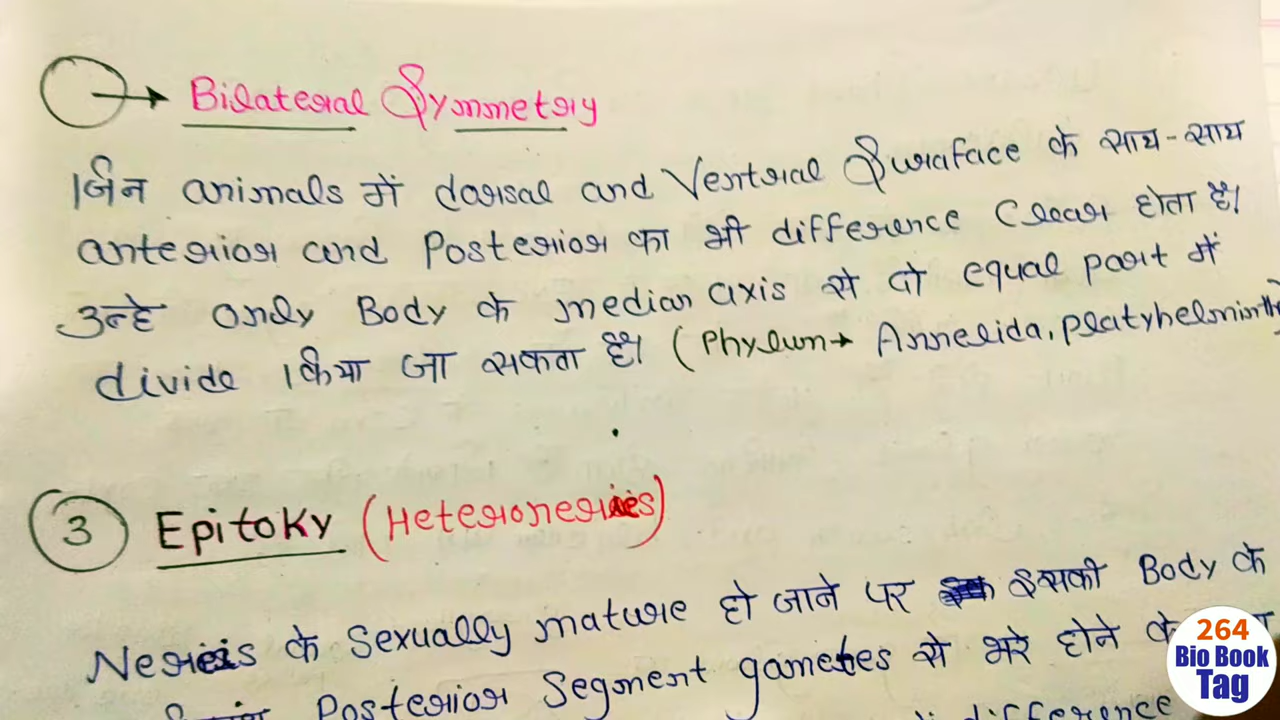 Bilateral Symmetry
जिन animals में dorsal and Ventral Surface के साथ-साथ
anterior and Posterior का भी difference Clear होता है।
उन्हे only Body के median axis से दो equal part में
divide किया जा सकता है। (Phylum→ Annelida, Platyhelminth
3 Epitoky (Heteronereis)
Nereis के Sexually mature हो जाने पर इसकी Body के
Posterior Segment gametes से भरे होने के
difference
264
Bio Book
Tag